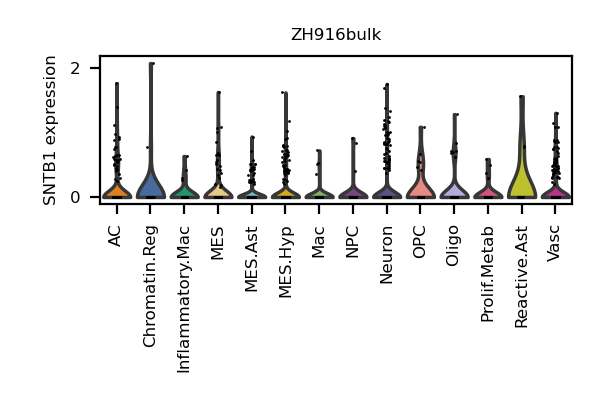 ZH916bulk
SNTB1 expression
2
0
AC
Chromatin.Reg
Inflammatory.Mac
MES
MES.Ast
MES.Hyp
Mac
NPC
Neuron
OPC
Oligo
Prolif.Metab
Reactive.Ast
Vasc